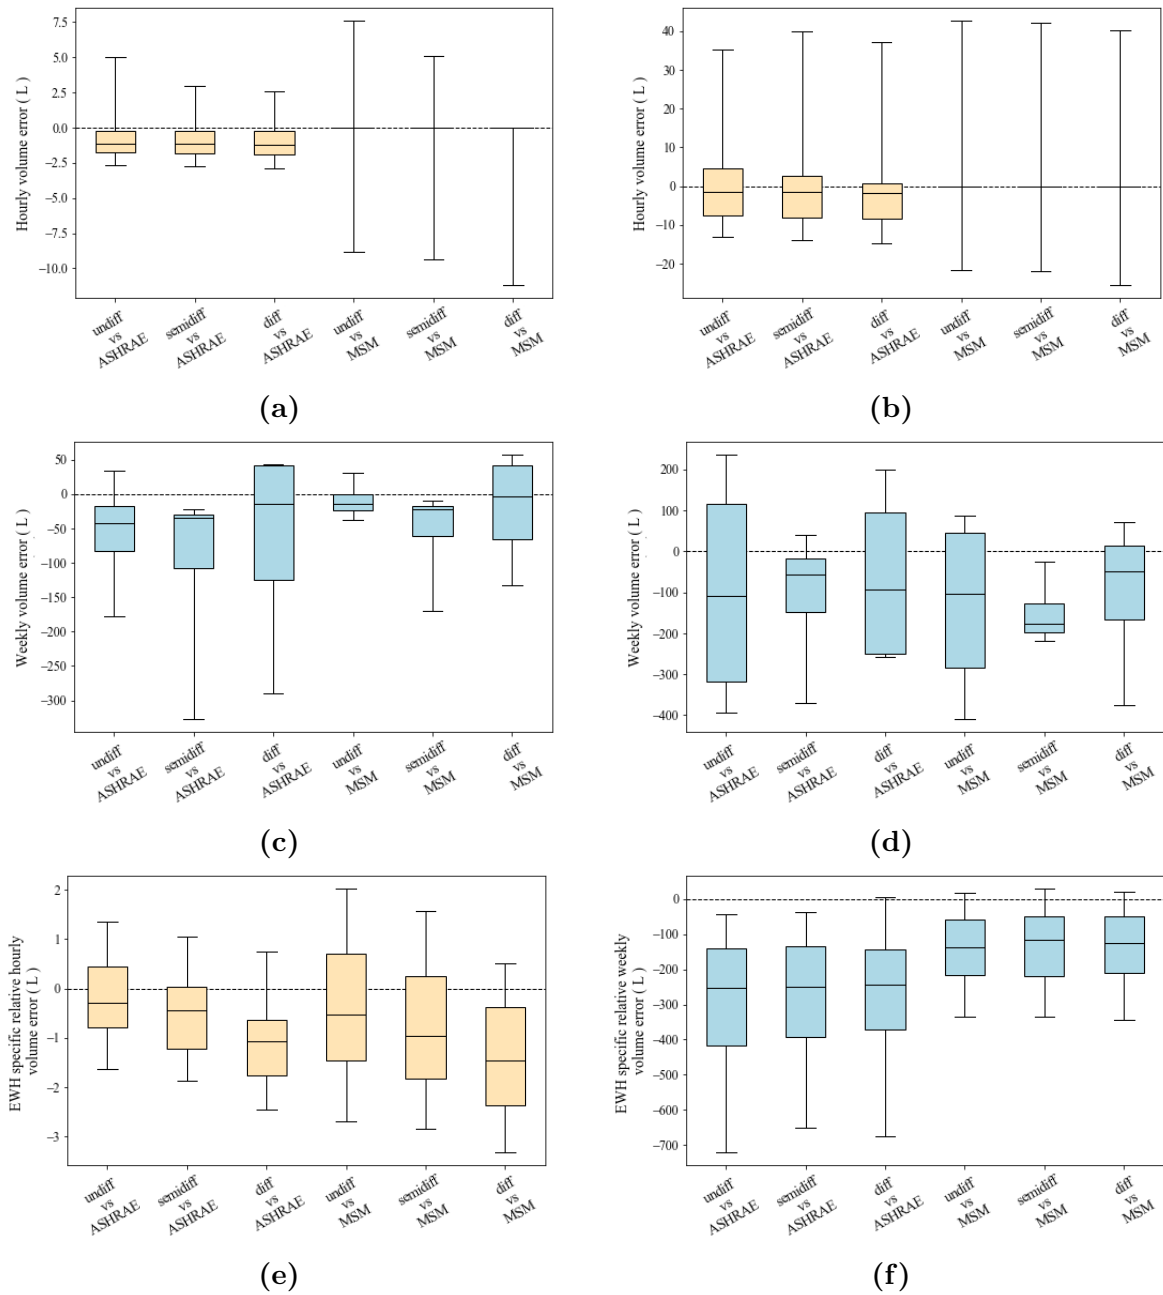 Hourly volume error ( L )
7.5
5.0
2.5
0.0
−2.5
−5.0
−7.5
−10.0
undiff
vs
ASHRAE
semidiff
vs
ASHRAE
diff
vs
ASHRAE
undiff
vs
MSM
semidiff
vs
MSM
diff
vs
MSM
(a)
Hourly volume error ( L )
40
30
20
10
0
−10
−20
undiff
vs
ASHRAE
semidiff
vs
ASHRAE
diff
vs
ASHRAE
undiff
vs
MSM
semidiff
vs
MSM
diff
vs
MSM
(b)
Weekly volume error ( L )
50
0
−50
−100
−150
−200
−250
−300
undiff
vs
ASHRAE
semidiff
vs
ASHRAE
diff
vs
ASHRAE
undiff
vs
MSM
semidiff
vs
MSM
diff
vs
MSM
(c)
Weekly volume error ( L )
200
100
0
−100
−200
−300
−400
undiff
vs
ASHRAE
semidiff
vs
ASHRAE
diff
vs
ASHRAE
undiff
vs
MSM
semidiff
vs
MSM
diff
vs
MSM
(d)
EWH specific relative hourly
volume error ( L )
2
1
0
−1
−2
−3
undiff
vs
ASHRAE
semidiff
vs
ASHRAE
diff
vs
ASHRAE
undiff
vs
MSM
semidiff
vs
MSM
diff
vs
MSM
(e)
EWH specific relative weekly
volume error ( L )
0
−100
−200
−300
−400
−500
−600
−700
undiff
vs
ASHRAE
semidiff
vs
ASHRAE
diff
vs
ASHRAE
undiff
vs
MSM
semidiff
vs
MSM
diff
vs
MSM
(f)